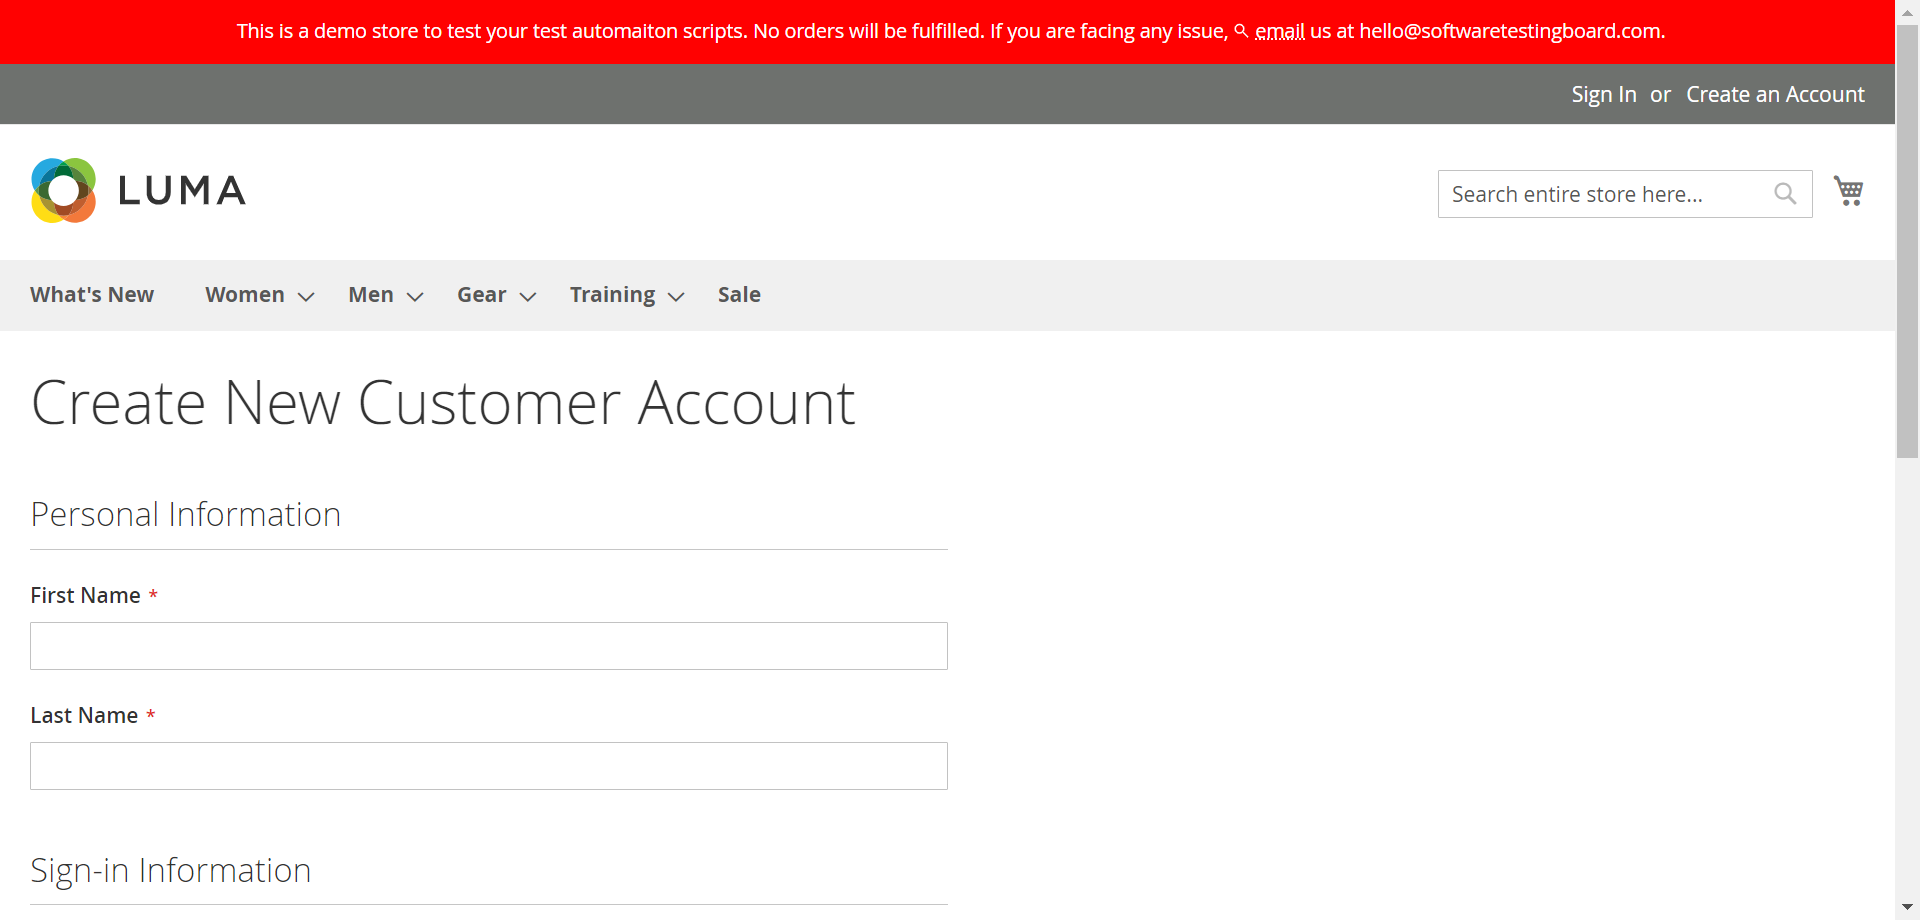 This is a demo store to test your test automaiton scripts. No orders will be fulfilled. If you are facing any issue, email us at hello@softwaretestingboard.com.
Sign In or Create an Account
LUMA
Search entire store here...
What's New Women Men Gear Training Sale
Create New Customer Account
Personal Information
First Name *
Last Name *
Sign-in Information